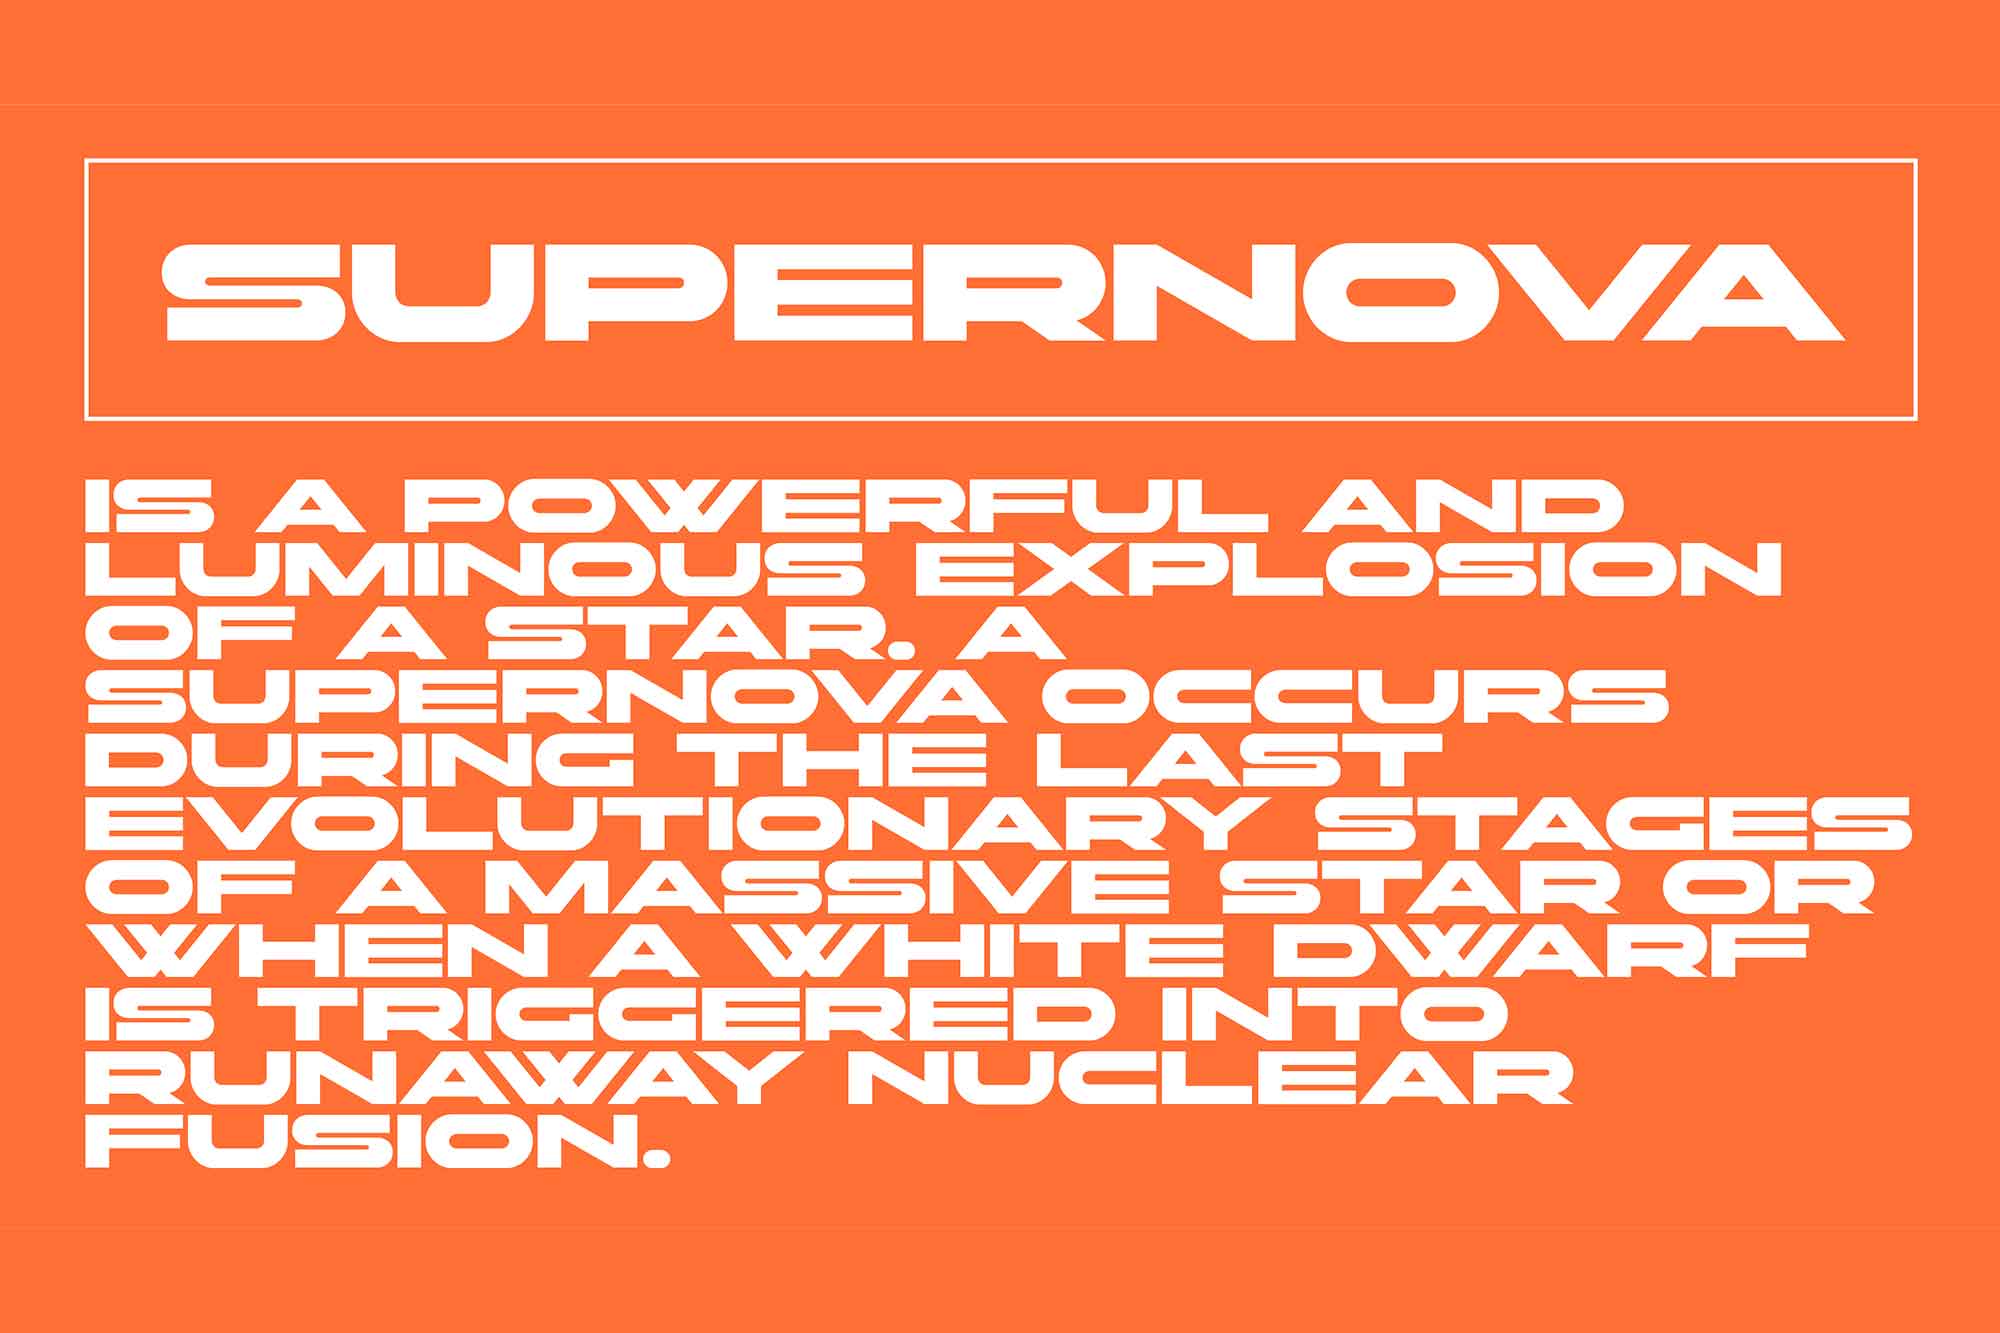 SUPERNOVA
IS A POWERFUL AND
LUMINOUS EXPLOSION
OF A STAR. A
SUPERNOVA OCCURS
DURING THE LAST
EVOLUTIONARY STAGES
OF A MASSIVE STAR OR
WHEN A WHITE DWARF
IS TRIGGERED INTO
RUNAWAY NUCLEAR
FUSION.